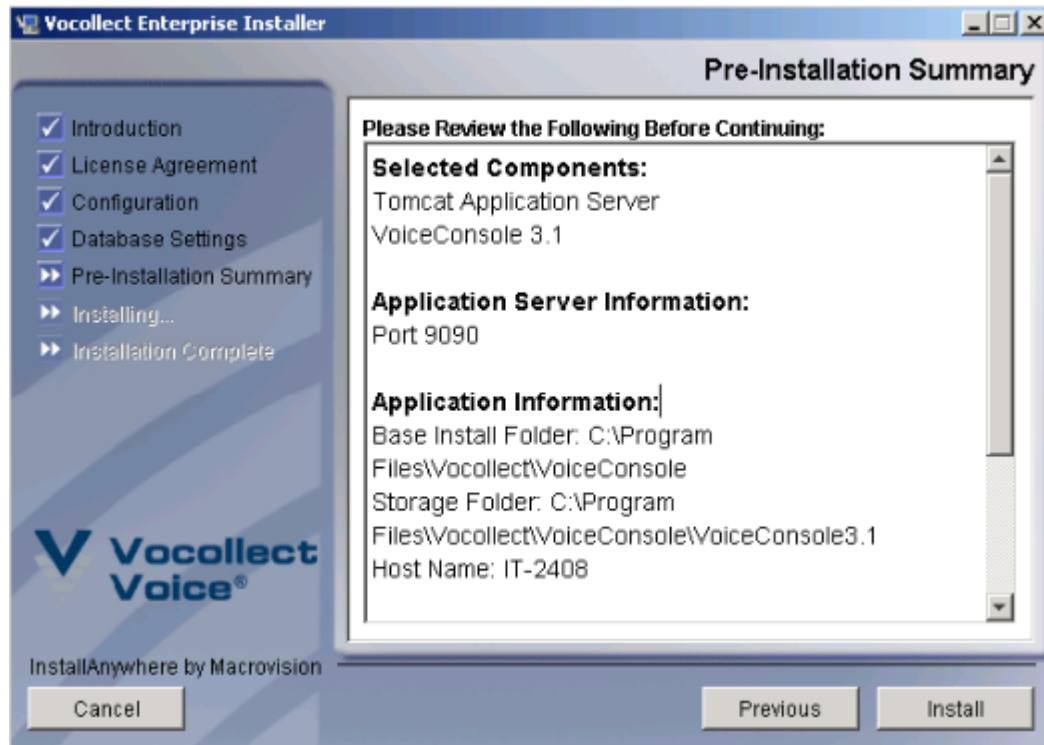 Vocollect Enterprise Installer
Pre-Installation Summary
Introduction
License Agreement
Configuration
Database Settings
Pre-Installation Summary
Installing...
Installation Complete
Please Review the Following Before Continuing:
Selected Components:
Tomcat Application Server
VoiceConsole 3.1
Application Server Information:
Port 9090
Application Information:
Base Install Folder: C:\Program
Files\Vocollect\VoiceConsole
Storage Folder: C:\Program
Files\Vocollect\VoiceConsole\VoiceConsole3.1
Host Name: IT-2408
Vocollect
Voice®
InstallAnywhere by Macrovision
Cancel
Previous
Install